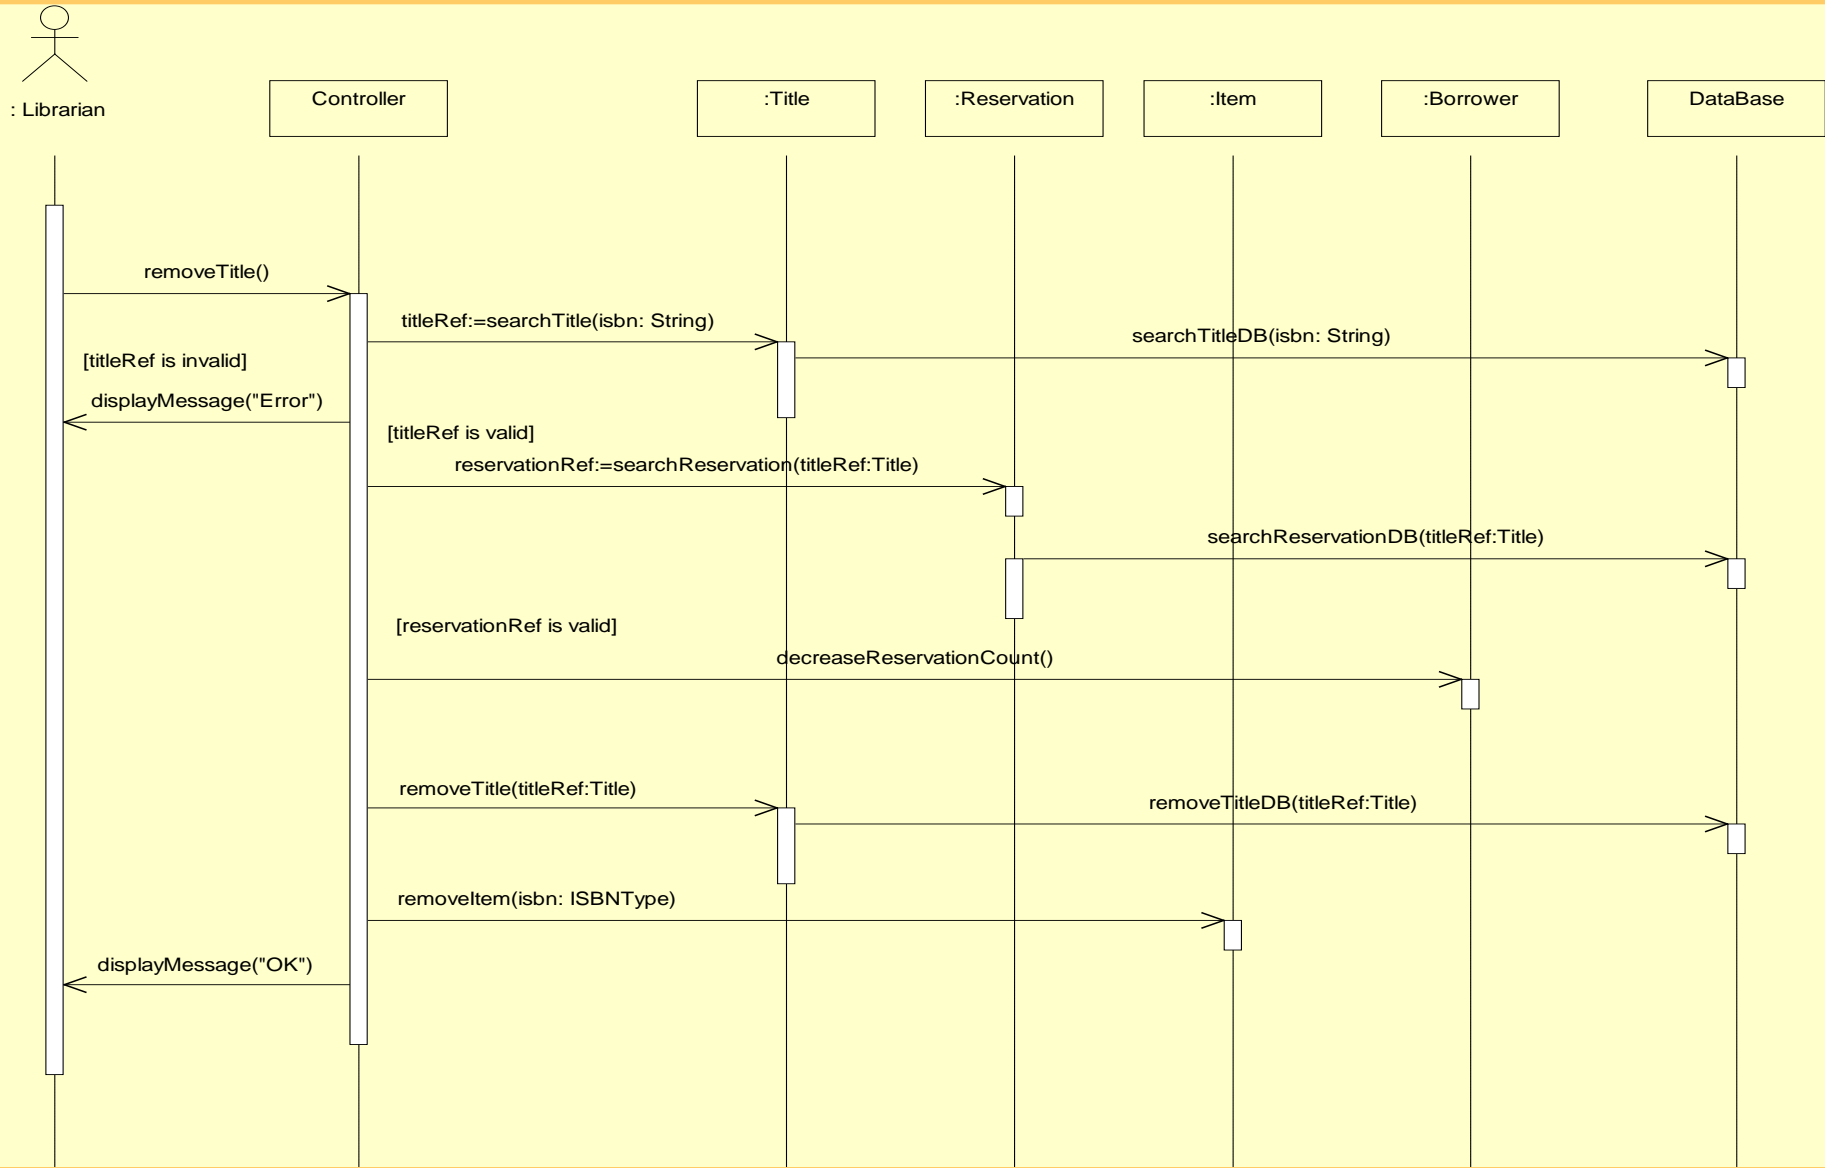 : Librarian
Controller
:Title
:Reservation
:Item
:Borrower
DataBase
removeTitle()
titleRef:=searchTitle(isbn: String)
searchTitleDB(isbn: String)
[titleRef is invalid]
displayMessage("Error")
[titleRef is valid]
reservationRef:=searchReservation(titleRef:Title)
searchReservationDB(titleRef:Title)
[reservationRef is valid]
decreaseReservationCount()
removeTitle(titleRef:Title)
removeTitleDB(titleRef:Title)
removeItem(isbn: ISBNType)
displayMessage("OK")